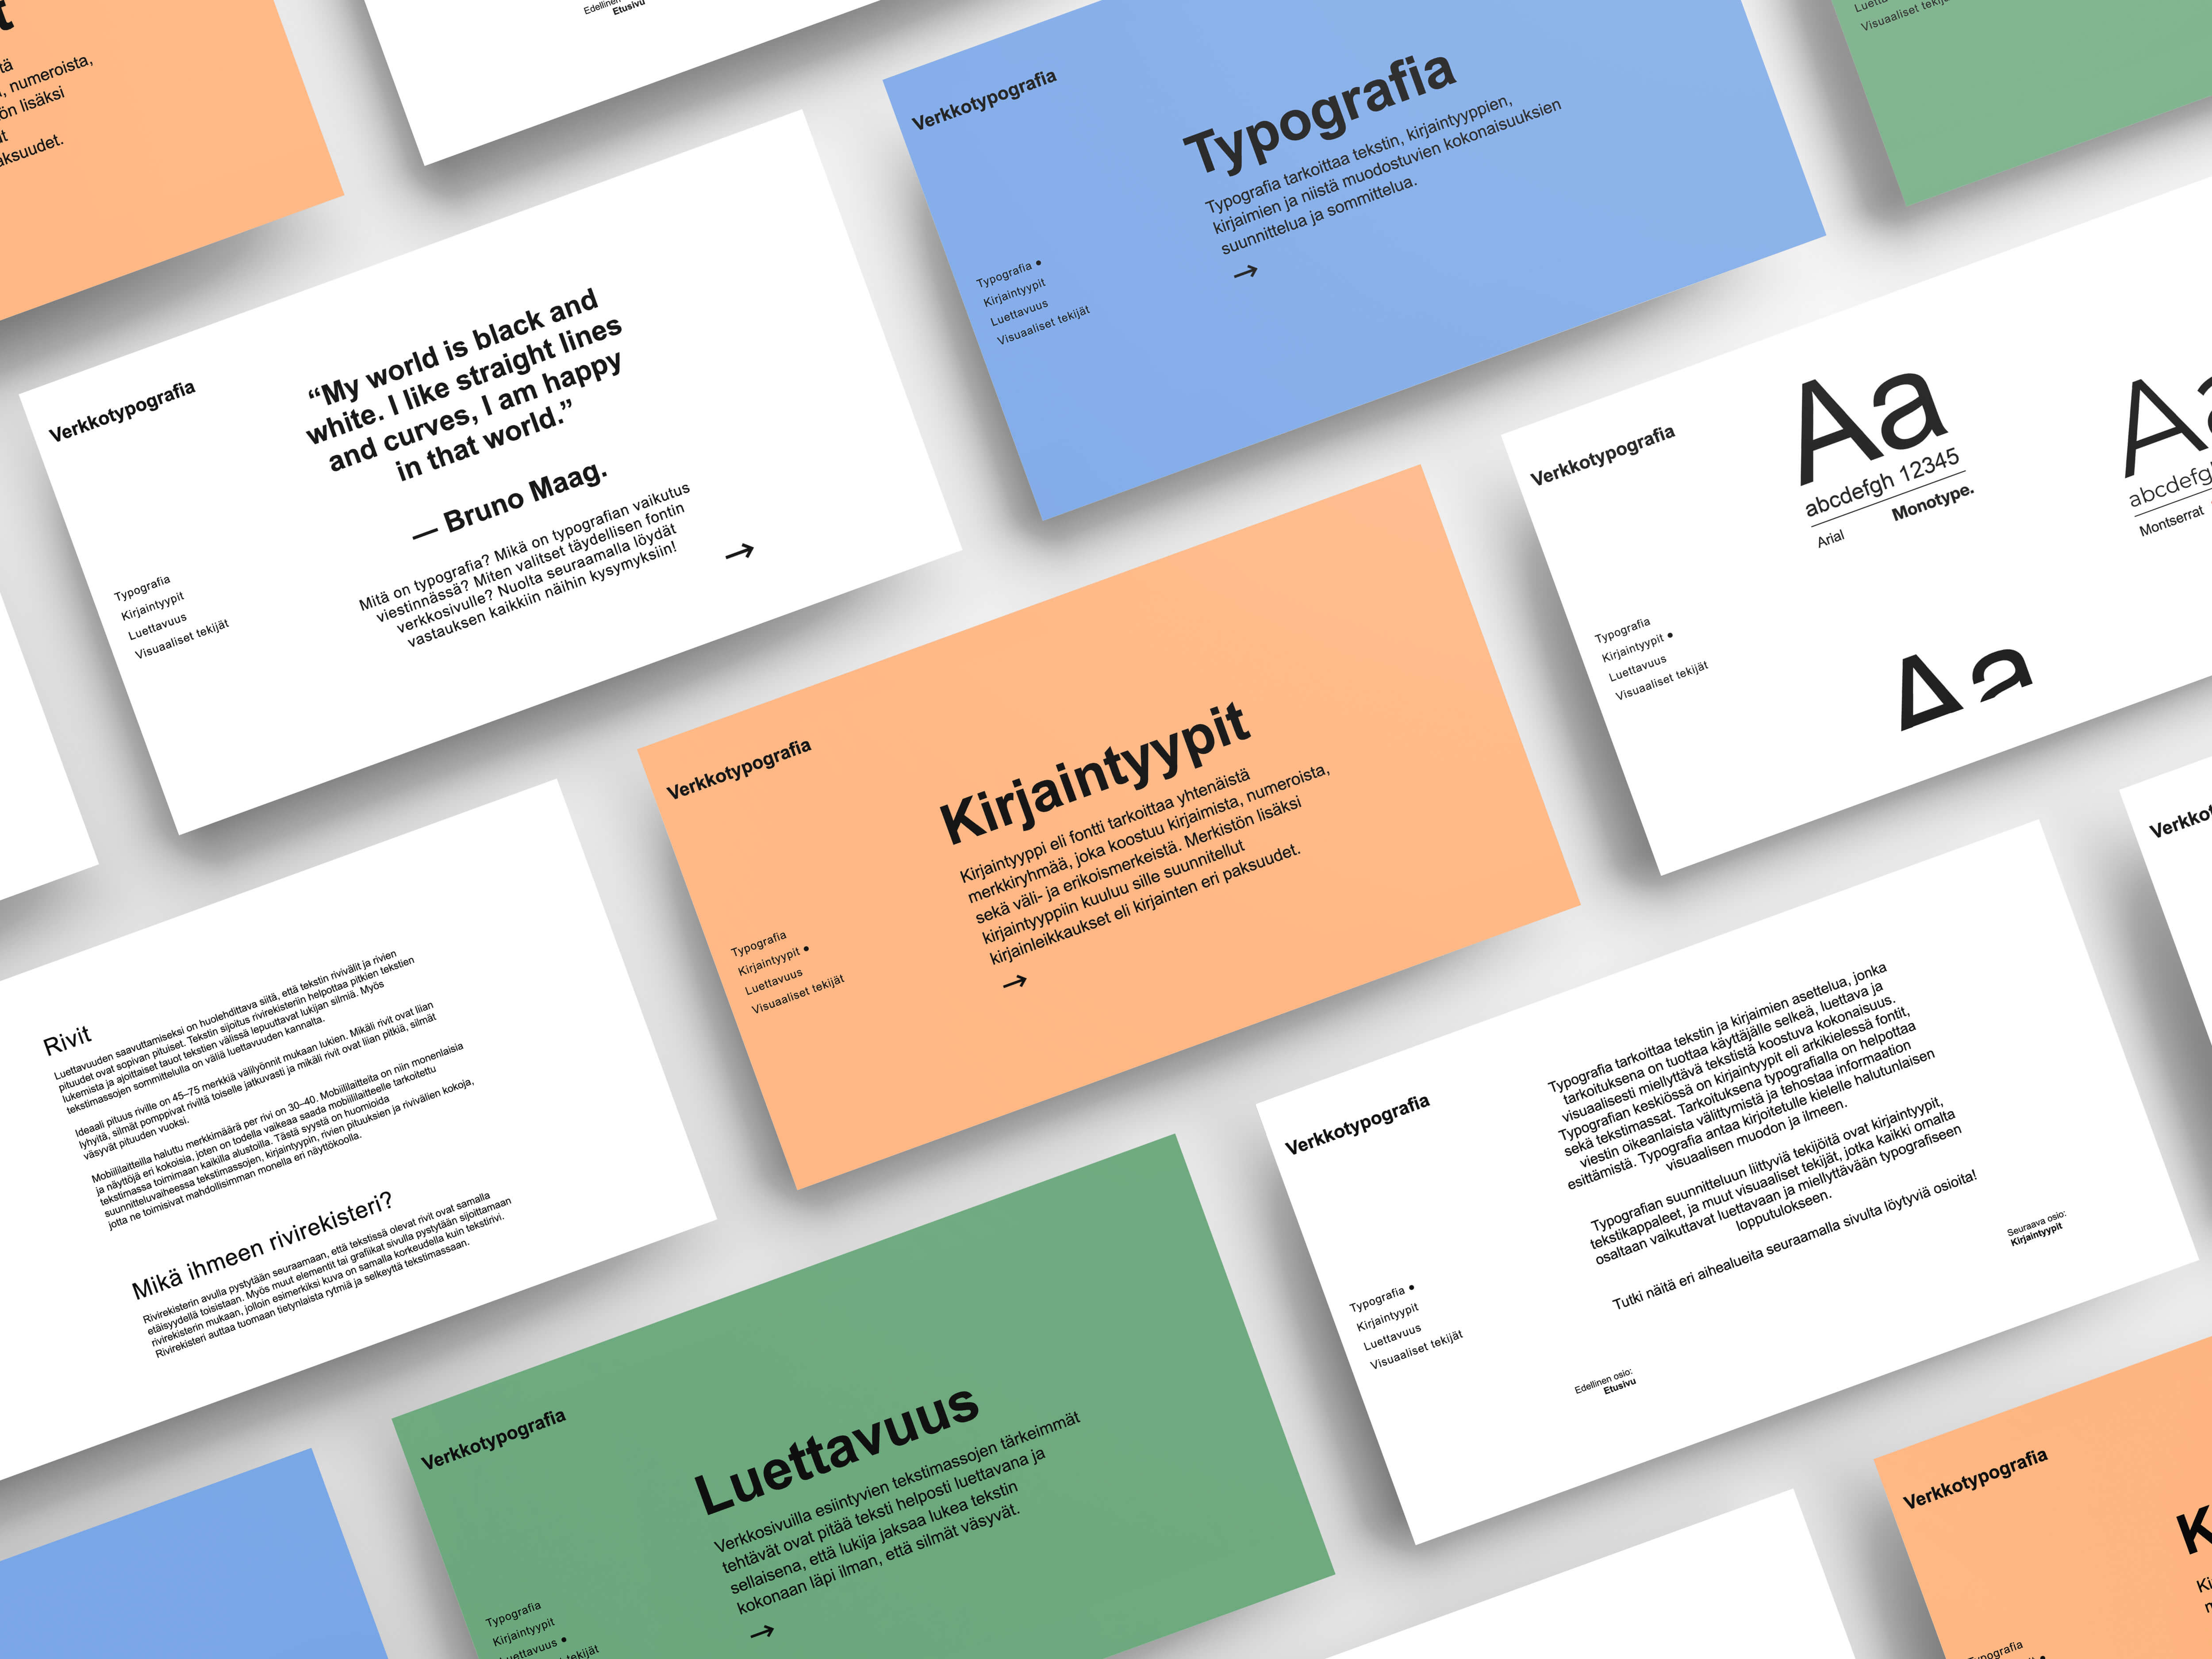 t
tä
, numeroista,
ön lisäksi
t
aksuudet.
Edellinen
Etusivu
Verkkotypografia
“My world is black and
white. I like straight lines
and curves, I am happy
in that world.”
— Bruno Maag.
Mitä on typografia? Mikä on typografian vaikutus
viestinnässä? Miten valitset täydellisen fontin
verkkosivulle? Nuolta seuraamalla löydät
vastauksen kaikkiin näihin kysymyksiin!
→
Typografia
Kirjaintyypit
Luettavuus
Visuaaliset tekijät
Verkkotypografia
Typografia
Typografia tarkoittaa tekstin, kirjaintyyppien,
kirjaimien ja niistä muodostuvien kokonaisuuksien
suunnittelua ja sommittelua.
→
Typografia •
Kirjaintyypit
Luettavuus
Visuaaliset tekijät
Visuaaliset
Verkkotypografia
Aa
abcdefgh 12345
Arial
Monotype.
Aa
abcdefg
Montserrat
Aa
Typografia
Kirjaintyypit •
Luettavuus
Visuaaliset tekijät
Verkkotypografia
Kirjaintyypit
Kirjaintyyppi eli fontti tarkoittaa yhtenäistä
merkkiryhmää, joka koostuu kirjaimista, numeroista,
sekä väli- ja erikoismerkeistä. Merkistön lisäksi
kirjaintyyppiin kuuluu sille suunnitellut
kirjainleikkaukset eli kirjainten eri paksuudet.
→
Typografia
Kirjaintyypit •
Luettavuus
Visuaaliset tekijät
Rivit
Luettavuuden saavuttamiseksi on huolehdittava siitä, että tekstin rivivälit ja rivien
pituudet ovat sopivan pituiset. Tekstin sijoitus rivirekisteriin helpottaa pitkien tekstien
lukemista ja ajoittaiset tauot tekstien välissä lepuuttavat lukijan silmiä. Myös
tekstimassojen sommittelulla on väliä luettavuuden kannalta.
Ideaali pituus riville on 45–75 merkkiä välilyönnit mukaan lukien. Mikäli rivit ovat liian
lyhyitä, silmät pomppivat riviltä toiselle jatkuvasti ja mikäli rivit ovat liian pitkiä, silmät
väsyvät pituuden vuoksi.
Mobiililaitteilla haluttu merkkimäärä per rivi on 30–40. Mobiililaitteita on niin monenlaisia
ja näyttöjä eri kokoisia, joten on todella vaikeaa saada mobiililaitteelle tarkoitettu
tekstimassa toimimaan kaikilla alustoilla. Tästä syystä on huomioida
suunnitteluvaiheessa tekstimassojen, kirjaintyypin, rivien pituuksien ja rivivälien kokoja,
jotta ne toimisivat mahdollisimman monella eri näyttökoolla.
Mikä ihmeen rivirekisteri?
Rivirekisterin avulla pystytään seuraamaan, että tekstissä olevat rivit ovat samalla
etäisyydellä toisistaan. Myös muut elementit tai grafiikat sivulla pystytään sijoittamaan
rivirekisterin mukaan, jolloin esimerkiksi kuva on samalla korkeudella kuin tekstirivi.
Rivirekisteri auttaa tuomaan tietynlaista rytmiä ja selkeyttä tekstimassaan.
Verkkotypografia
Typografia tarkoittaa tekstin ja kirjaimien asettelua, jonka
tarkoituksena on tuottaa käyttäjälle selkeä, luettava ja
visuaalisesti miellyttävä tekstistä koostuva kokonaisuus.
Typografian keskiössä on kirjaintyypit eli arkikielessä fontit,
sekä tekstimassat. Tarkoituksena typografialla on helpottaa
viestin oikeanlaista välittymistä ja tehostaa informaation
esittämistä. Typografia antaa kirjoitetulle kielelle halutunlaisen
visuaalisen muodon ja ilmeen.
Typografian suunnitteluun liittyviä tekijöitä ovat kirjaintyypit,
tekstikappaleet, ja muut visuaaliset tekijät, jotka kaikki omalta
osaltaan vaikuttavat luettavaan ja miellyttävään typografiseen
lopputulokseen.
Tutki näitä eri aihealueita seuraamalla sivulta löytyviä osioita!
Typografia •
Kirjaintyypit
Luettavuus
Visuaaliset tekijät
Edellinen osio:
Etusivu
Seuraava osio:
Kirjaintyypit
Verkkot
Verkkotypografia
Luettavuus
Verkkosivuilla esiintyvien tekstimassojen tärkeimmät
tehtävät ovat pitää teksti helposti luettavana ja
sellaisena, että lukija jaksaa lukea tekstin
kokonaan läpi ilman, että silmät väsyvät.
→
Typografia
Kirjaintyypit
Luettavuus •
tekijät
Verkkotypografia
K
Ki
Typografia